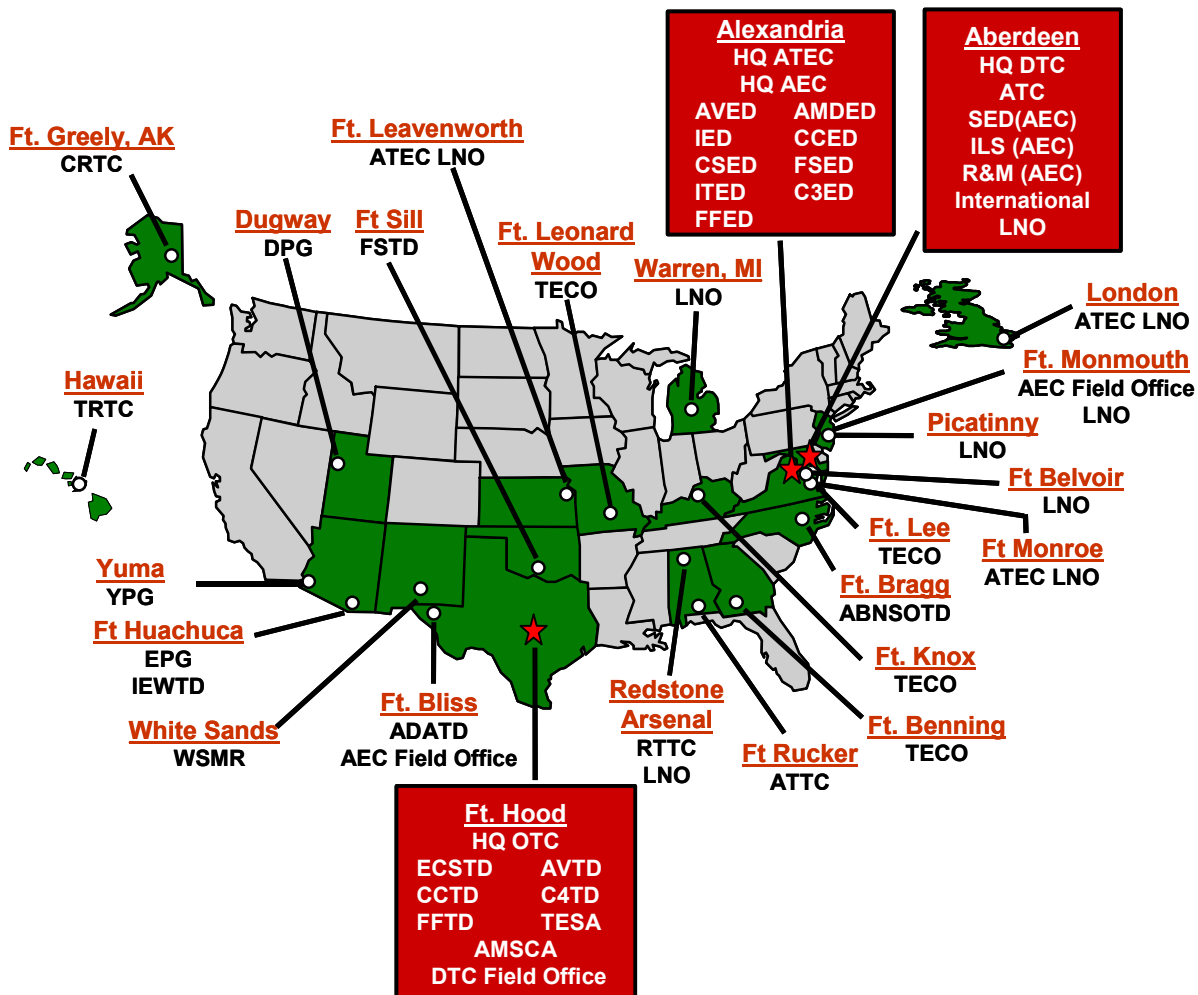 Alexandria
HQ ATEC
HQ AEC
AVED AMDED
IED CCED
CSED FSED
ITED C3ED
FFED
Aberdeen
HQ DTC
ATC
SED(AEC)
ILS (AEC)
R&M (AEC)
International
LNO
Ft. Greely, AK
CRTC
Ft. Leavenworth
ATEC LNO
Dugway
DPG
Ft Sill
FSTD
Ft. Leonard
Wood
TECO
Warren, MI
LNO
London
ATEC LNO
Ft. Monmouth
AEC Field Office
LNO
Hawaii
TRTC
Picatinny
LNO
Ft Belvoir
LNO
Ft. Lee
TECO
Ft Monroe
ATEC LNO
Yuma
YPG
Ft. Bragg
ABNSOTD
Ft Huachuca
EPG
IEWTD
Ft. Knox
TECO
White Sands
WSMR
Ft. Bliss
ADATD
AEC Field Office
Redstone
Arsenal
RTTC
LNO
Ft Rucker
ATTC
Ft. Benning
TECO
Ft. Hood
HQ OTC
ECSTD AVTD
CCTD C4TD
FFTD TESA
AMSCA
DTC Field Office